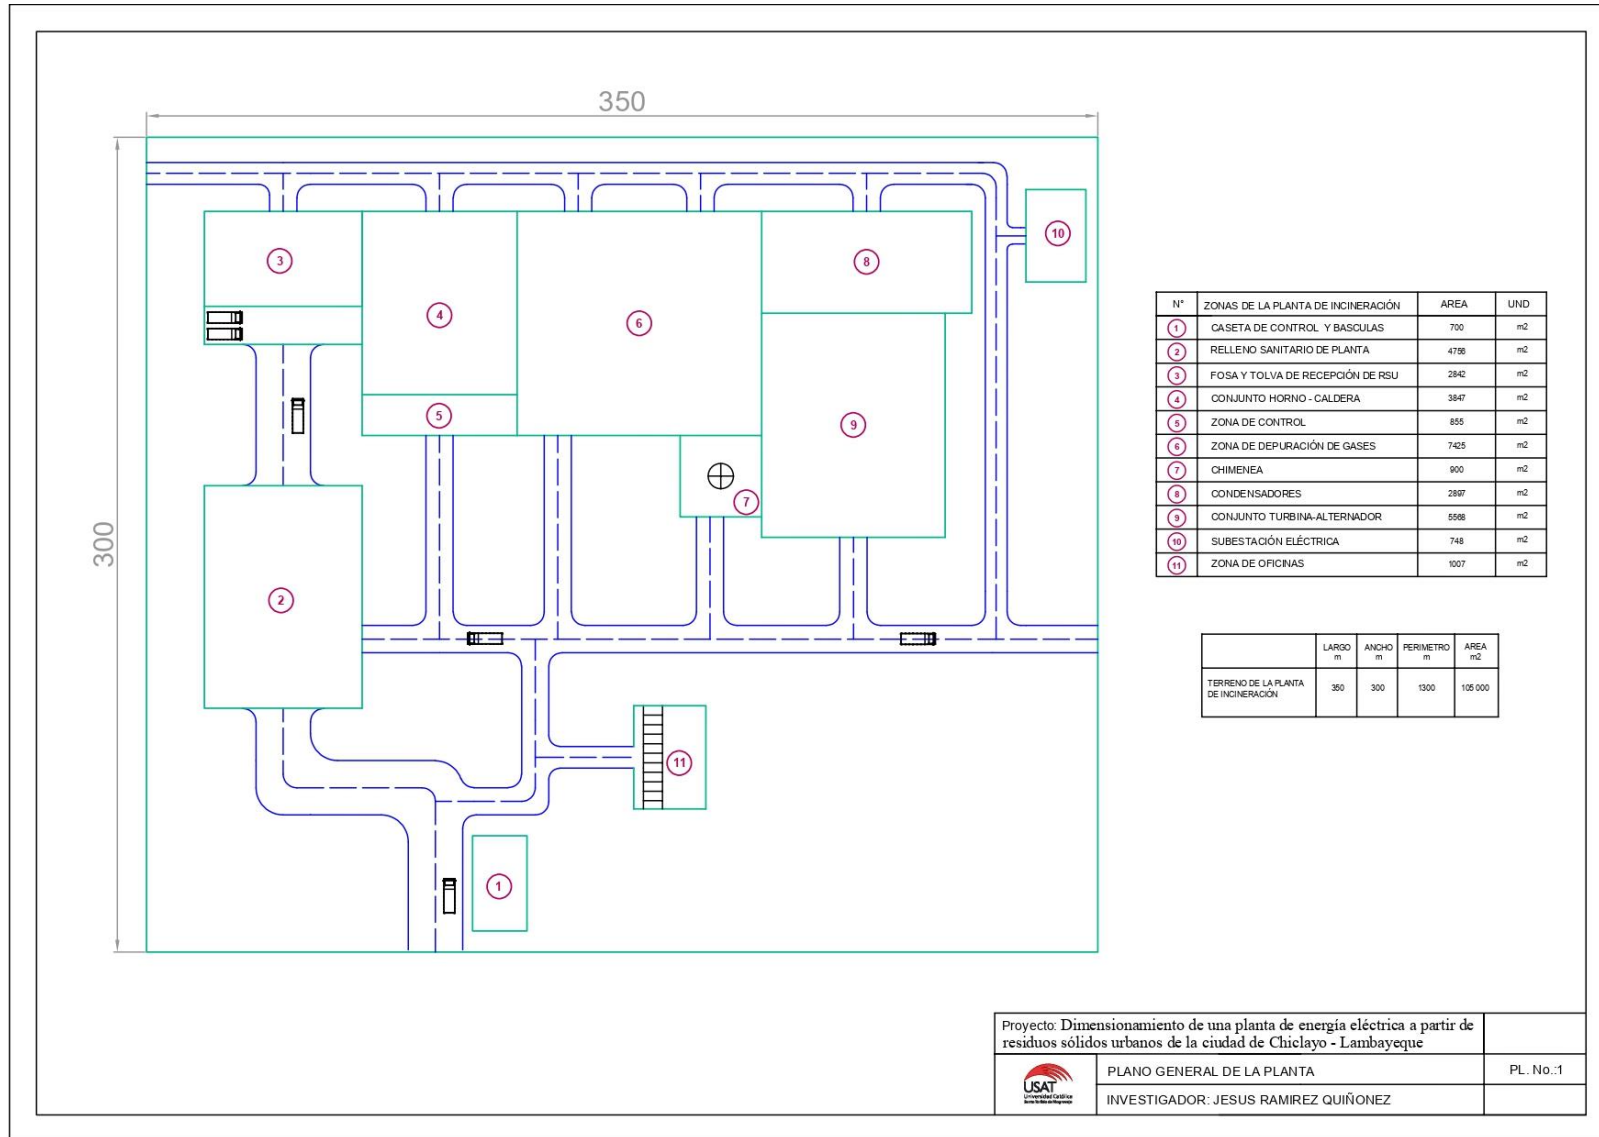 350
300
3
4
6
8
10
5
9
7
2
11
1
N° ZONAS DE LA PLANTA DE INCINERACIÓN AREA UND
1 CASETA DE CONTROL Y BASCULAS 700 m2
2 RELLENO SANITARIO DE PLANTA 4756 m2
3 FOSA Y TOLVA DE RECEPCIÓN DE RSU 2842 m2
4 CONJUNTO HORNO - CALDERA 3847 m2
5 ZONA DE CONTROL 855 m2
6 ZONA DE DEPURACIÓN DE GASES 7425 m2
7 CHIMENEA 900 m2
8 CONDENSADORES 2897 m2
9 CONJUNTO TURBINA-ALTERNADOR 5568 m2
10 SUBESTACIÓN ELÉCTRICA 748 m2
11 ZONA DE OFICINAS 1007 m2
LARGO m ANCHO m PERIMETRO m AREA m2
TERRENO DE LA PLANTA
DE INCINERACIÓN 350 300 1300 105 000
Proyecto: Dimensionamiento de una planta de energía eléctrica a partir de
residuos sólidos urbanos de la ciudad de Chiclayo - Lambayeque
USAT
Universidad Católica
PLANO GENERAL DE LA PLANTA
PL. No.:1
INVESTIGADOR: JESUS RAMIREZ QUIÑONEZ